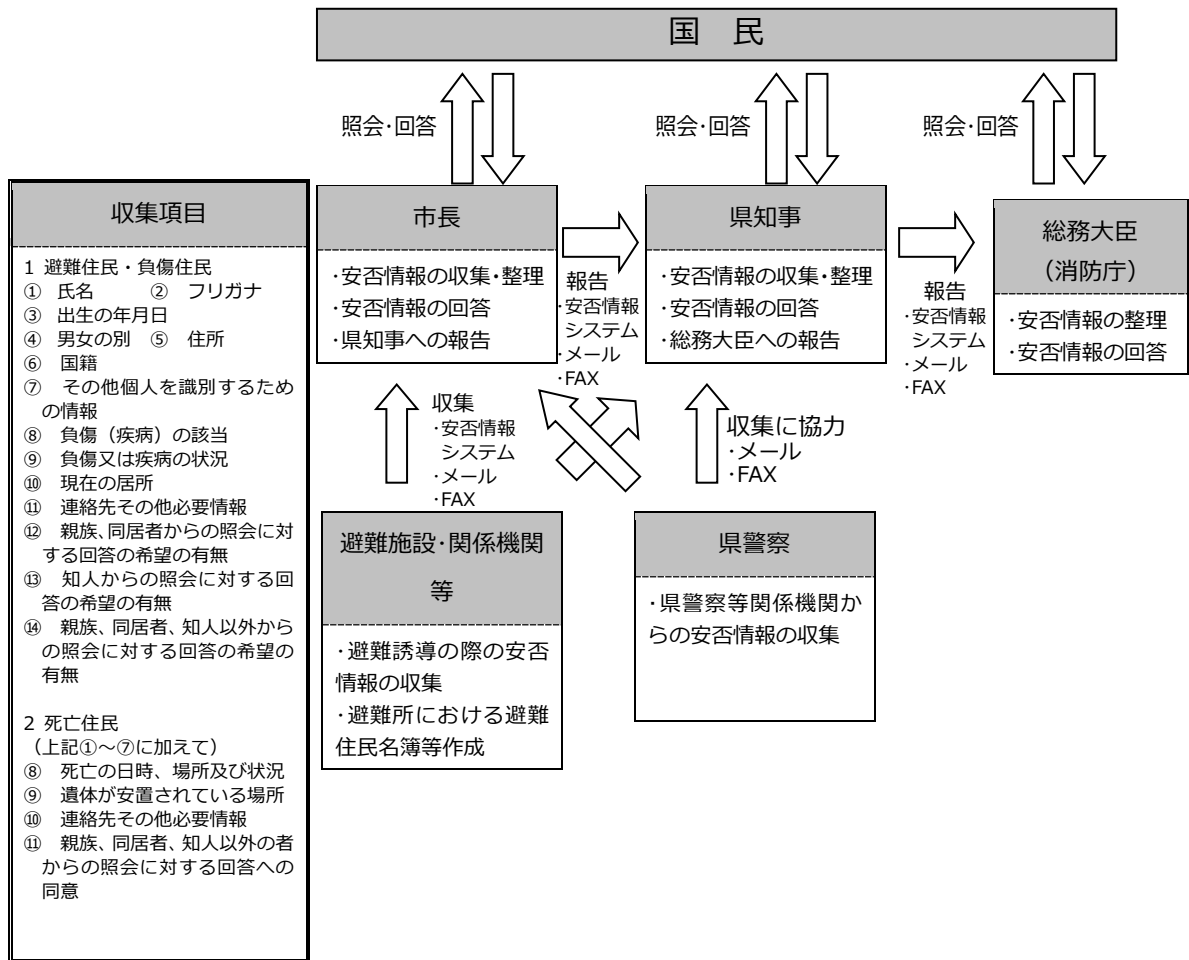 国　民
照会・回答
照会・回答
照会・回答
収集項目
1 避難住民・負傷住民
① 氏名　② フリガナ
③ 出生の年月日
④ 男女の別 ⑤ 住所
⑥ 国籍
⑦ その他個人を識別するため
の情報
⑧ 負傷（疾病）の該当
⑨ 負傷又は疾病の状況
⑩ 現在の居所
⑪ 連絡先その他必要情報
⑫ 親族、同居者からの照会に対
する回答の希望の有無
⑬ 知人からの照会に対する回
答の希望の有無
⑭ 親族、同居者、知人以外から
の照会に対する回答の希望の
有無
2 死亡住民
（上記①～⑦に加えて）
⑧ 死亡の日時、場所及び状況
⑨ 遺体が安置されている場所
⑩ 連絡先その他必要情報
⑪ 親族、同居者、知人以外の者
からの照会に対する回答への
同意
市長
・安否情報の収集・整理
・安否情報の回答
・県知事への報告
報告
・安否情報
システム
・メール
・FAX
県知事
・安否情報の収集・整理
・安否情報の回答
・総務大臣への報告
報告
・安否情報
システム
・メール
・FAX
総務大臣
（消防庁）
・安否情報の整理
・安否情報の回答
収集
・安否情報
システム
・メール
・FAX
収集に協力
・メール
・FAX
避難施設・関係機関
等
・避難誘導の際の安否
情報の収集
・避難所における避難
住民名簿等作成
県警察
・県警察等関係機関か
らの安否情報の収集